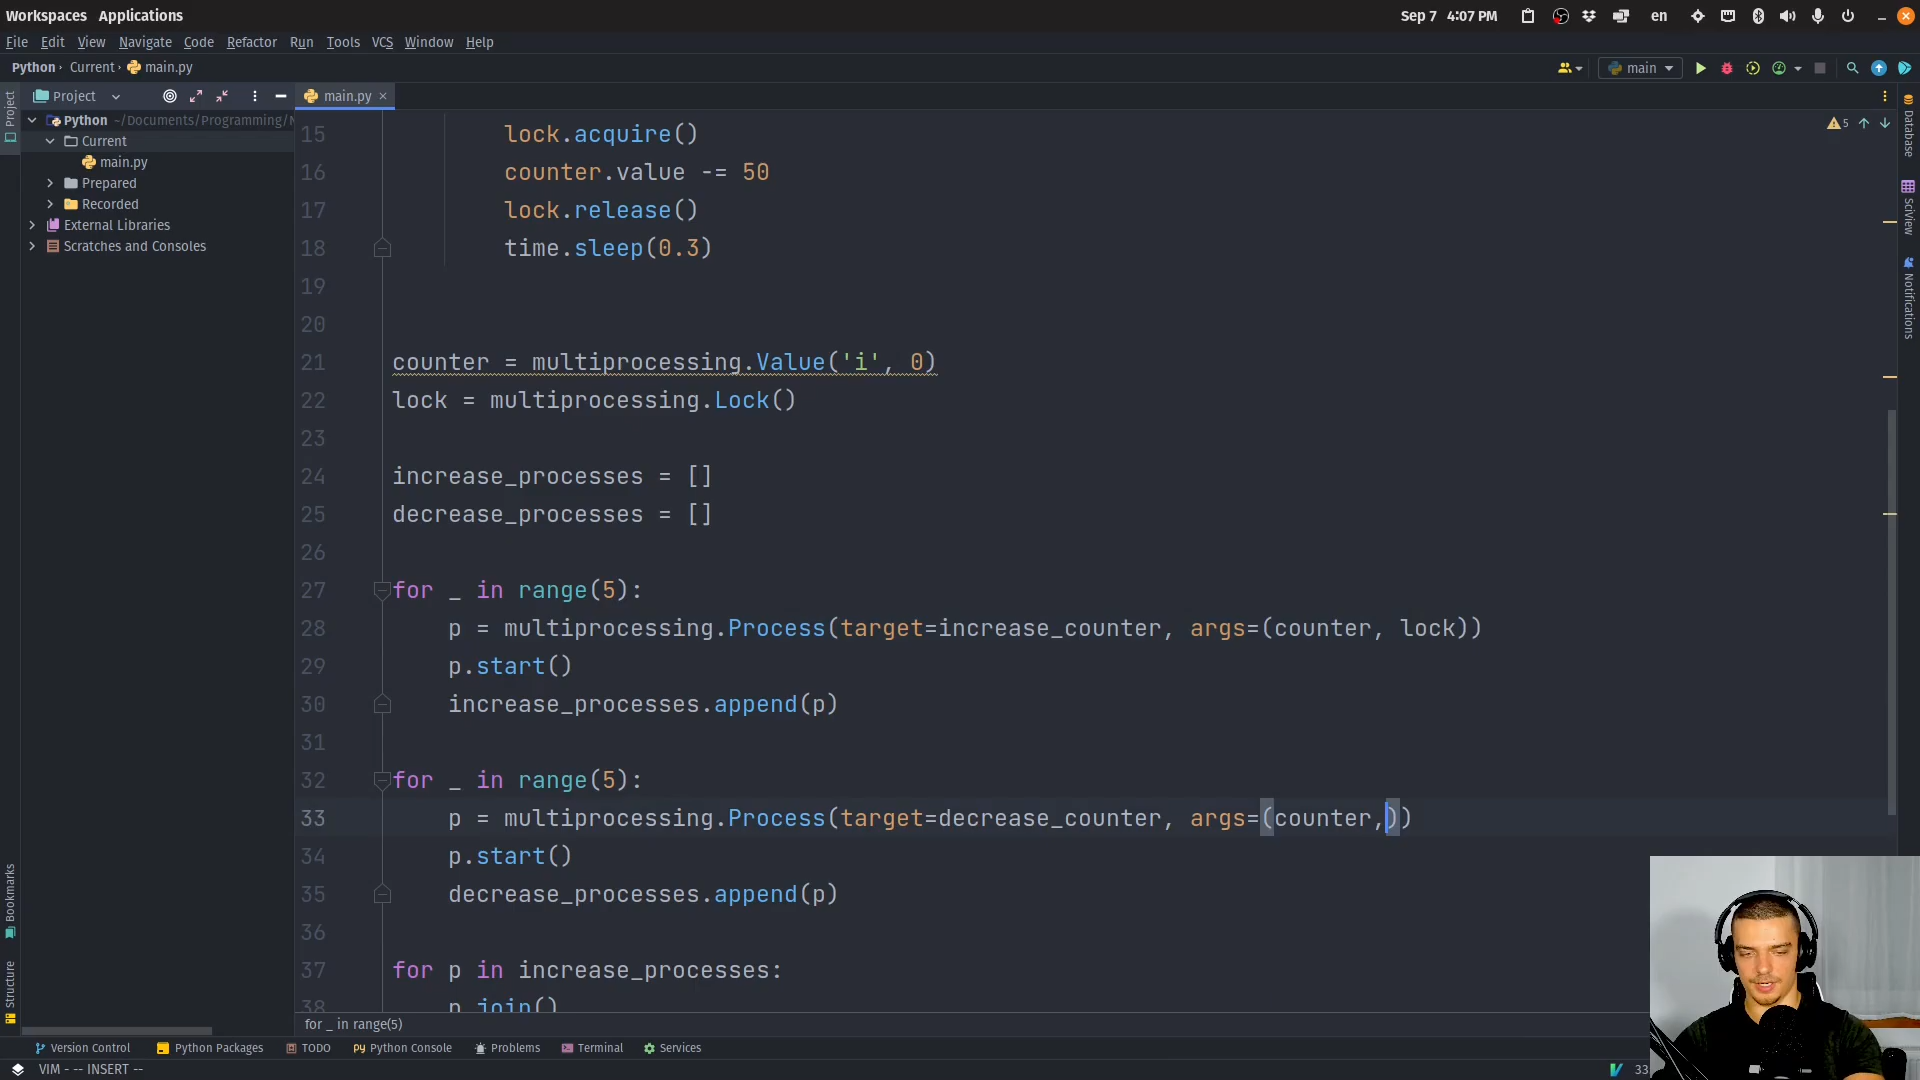 Workspaces Applications
Sep 7 4:07 PM
en
File Edit View Navigate Code Refactor Run Tools VCS Window Help
Python Current main.py
main
Project
main.py
Project
Python ~/Documents/Programming/
Current
main.py
Prepared
Recorded
External Libraries
Scratches and Consoles
5
Database
SciView
Notifications
15 lock.acquire()
16 counter.value -= 50
17 lock.release()
18 time.sleep(0.3)
19
20
21 counter = multiprocessing.Value('i', 0)
22 lock = multiprocessing.Lock()
23
24 increase_processes = []
25 decrease_processes = []
26
27 for _ in range(5):
28 p = multiprocessing.Process(target=increase_counter, args=(counter, lock))
29 p.start()
30 increase_processes.append(p)
31
32 for _ in range(5):
33 p = multiprocessing.Process(target=decrease_counter, args=(counter,))
34 p.start()
35 decrease_processes.append(p)
36
37 for p in increase_processes:
38 p.join()
for _ in range(5)
Bookmarks
Structure
Version Control Python Packages TODO Python Console Problems Terminal Services
VIM - -- INSERT --
33